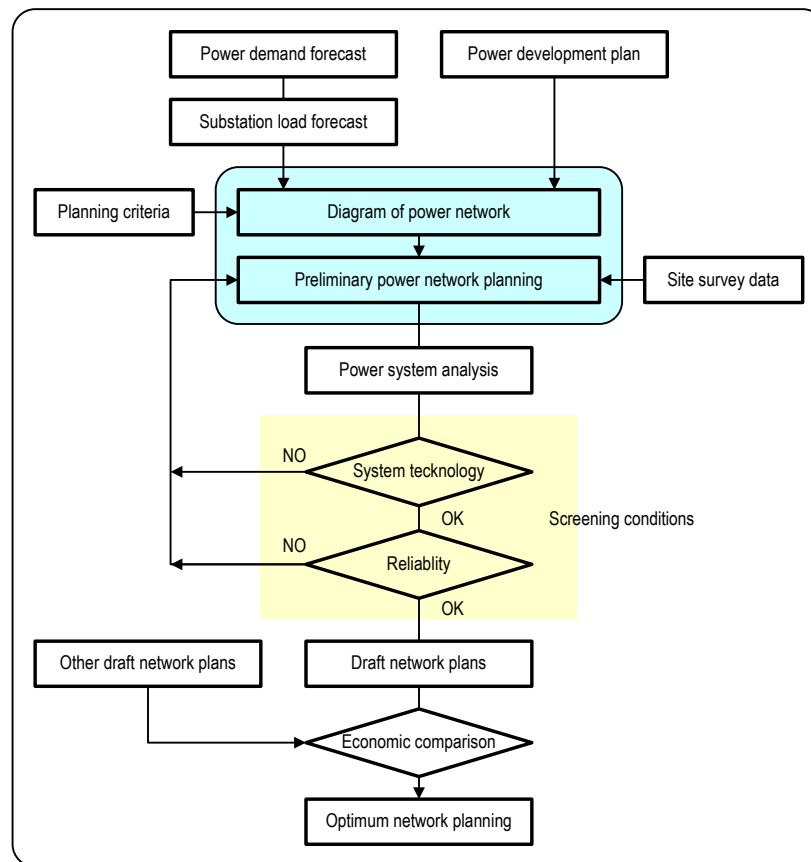 Power demand forecast
Power development plan
Substation load forecast
Planning criteria
Diagram of power network
Preliminary power network planning
Site survey data
Power system analysis
NO
System tecknology
OK
Screening conditions
NO
Reliablity
OK
Other draft network plans
Draft network plans
Economic comparison
Optimum network planning